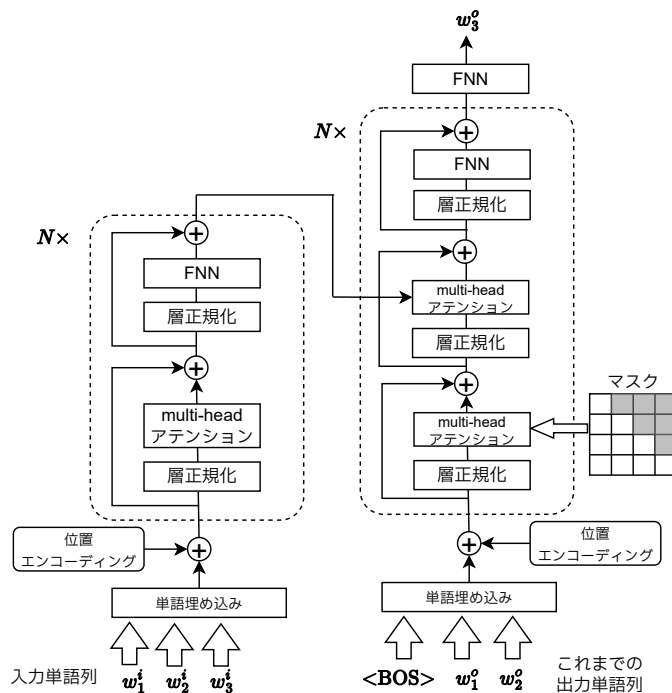 w₃ᵒ
FNN
N×
FNN
層正規化
multi-head
アテンション
層正規化
マスク
multi-head
アテンション
層正規化
位置
エンコーディング
単語埋め込み
<BOS> w₁ᵒ w₂ᵒ
これまでの
出力単語列
N×
FNN
層正規化
multi-head
アテンション
層正規化
位置
エンコーディング
単語埋め込み
入力単語列
w₁ⁱ w₂ⁱ w₃ⁱ